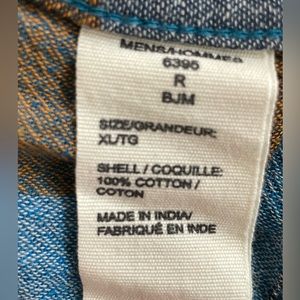 MENS/HOMMES
6395
R
BJM
SIZE/GRANDEUR:
XL/TG
SHELL / COQUILLE:
100% COTTON /
COTON
MADE IN INDIA/
FABRIQUÉ EN INDE